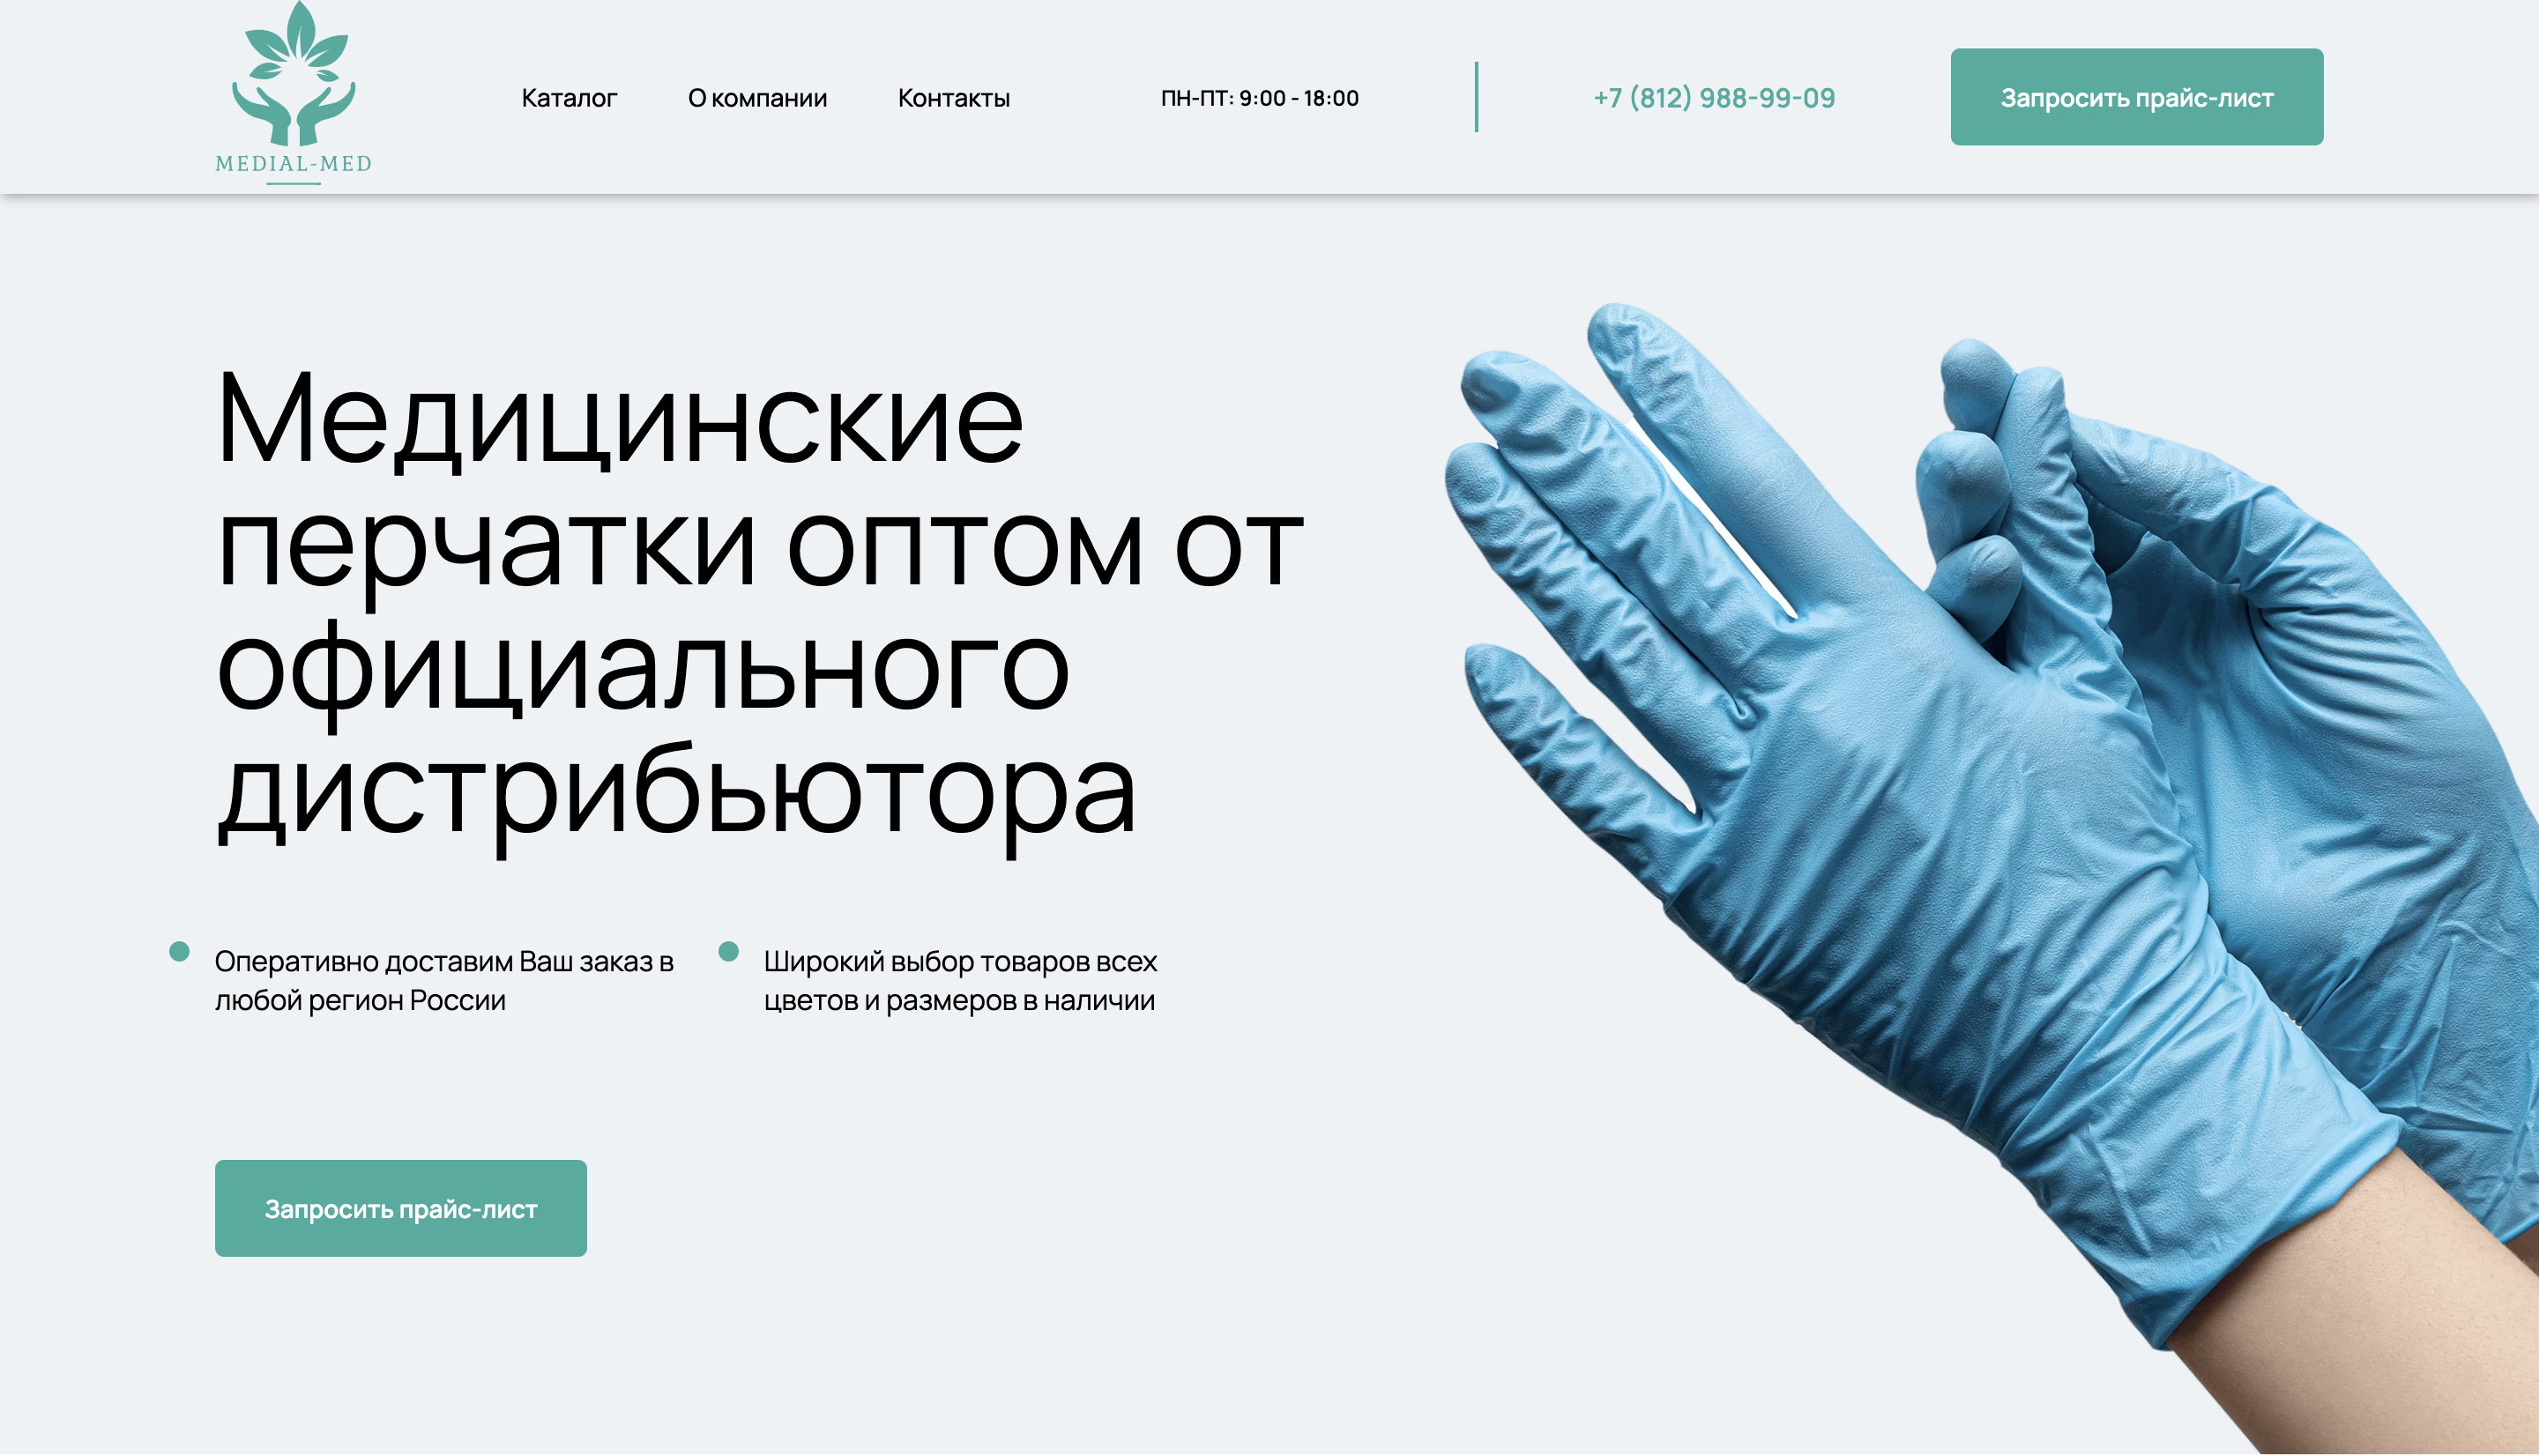 MEDIAL-MED
Каталог
О компании
Контакты
ПН-ПТ: 9:00 - 18:00
+7 (812) 988-99-09
Запросить прайс-лист
Медицинские
перчатки оптом от
официального
дистрибьютора
Оперативно доставим Ваш заказ в
любой регион России
Широкий выбор товаров всех
цветов и размеров в наличии
Запросить прайс-лист